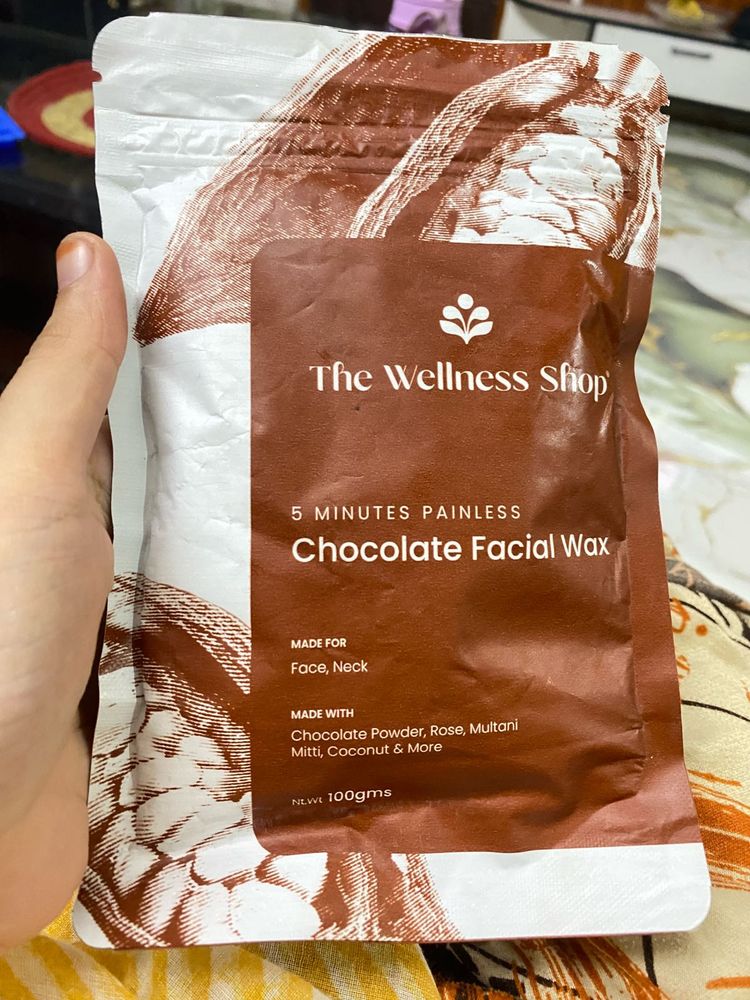 The Wellness Shop
5 MINUTES PAINLESS
Chocolate Facial Wax
MADE FOR
Face, Neck
MADE WITH
Chocolate Powder, Rose, Multani
Mitti, Coconut & More
Nt.Wt 100gms